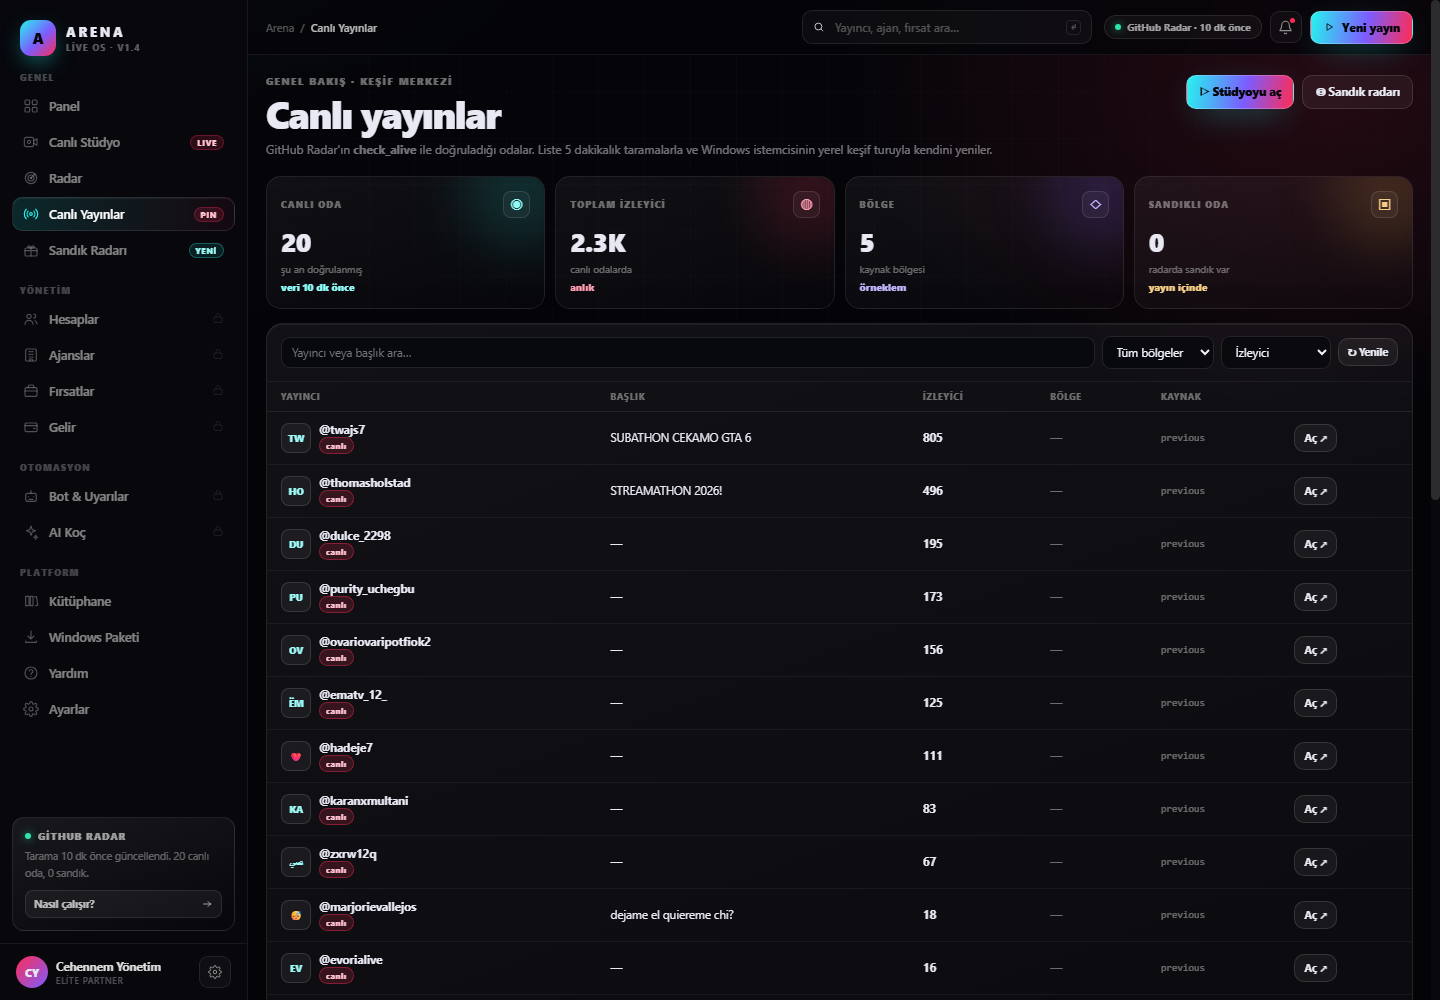 A
ARENA
LİVE OS · V1.4
GENEL
Panel
Canlı Stüdyo
LIVE
Radar
Canlı Yayınlar
PIN
Sandık Radarı
YENİ
YÖNETİM
Hesaplar
Ajanslar
Fırsatlar
Gelir
OTOMASYON
Bot & Uyarılar
AI Koç
PLATFORM
Kütüphane
Windows Paketi
Yardım
Ayarlar
GİTHUB RADAR
Tarama 10 dk önce güncellendi. 20 canlı
oda, 0 sandık.
Nasıl çalışır? →
CY
Cehennem Yönetim
ELİTE PARTNER
Arena / Canlı Yayınlar
Yayıncı, ajan, fırsat ara...
GitHub Radar · 10 dk önce
Yeni yayın
GENEL BAKIŞ · KEŞİF MERKEZİ
Canlı yayınlar
GitHub Radar'ın check_alive ile doğruladığı odalar. Liste 5 dakikalık taramalarla ve Windows istemcisinin yerel keşif turuyla kendini yeniler.
Stüdyoyu aç
Sandık radarı
CANLI ODA
20
şu an doğrulanmış
veri 10 dk önce
TOPLAM İZLEYİCİ
2.3K
canlı odalarda
anlık
BÖLGE
5
kaynak bölgesi
örneklem
SANDIKLI ODA
0
radarda sandık var
yayın içinde
Yayıncı veya başlık ara...
Tüm bölgeler
İzleyici
↻ Yenile
YAYINCI BAŞLIK İZLEYİCİ BÖLGE KAYNAK
TW @twajs7 canlı SUBATHON CEKAMO GTA 6 805 — previous Aç ↗
HO @thomasholstad canlı STREAMATHON 2026! 496 — previous Aç ↗
DU @dulce_2298 canlı — 195 — previous Aç ↗
PU @purity_uchegbu canlı — 173 — previous Aç ↗
OV @ovariovaripotfiok2 canlı — 156 — previous Aç ↗
ËM @ematv_12_ canlı — 125 — previous Aç ↗
@hadeje7 canlı — 111 — previous Aç ↗
KA @karanxmultani canlı — 83 — previous Aç ↗
@zxrw12q canlı — 67 — previous Aç ↗
@marjorievallejos canlı dejame el quiereme chi? 18 — previous Aç ↗
EV @evorialive canlı — 16 — previous Aç ↗